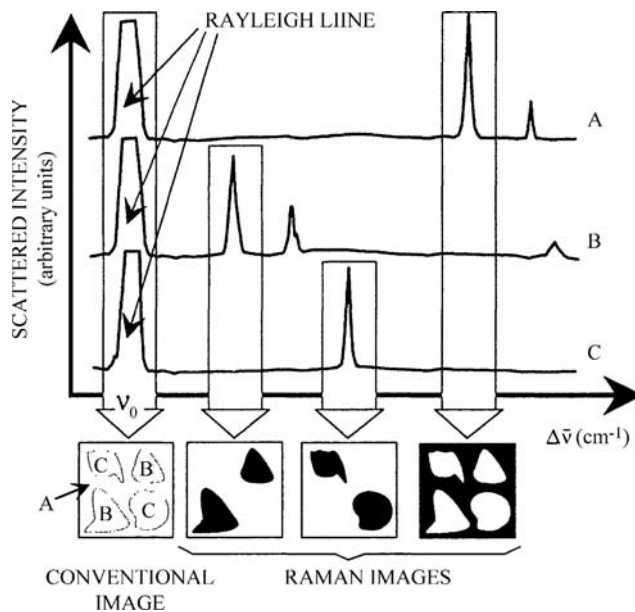 RAYLEIGH LIINE
SCATTERED INTENSITY
(arbitrary units)
A
B
C
ν₀
Δν̄ (cm⁻¹)
C B
A
B C
CONVENTIONAL
IMAGE
RAMAN IMAGES